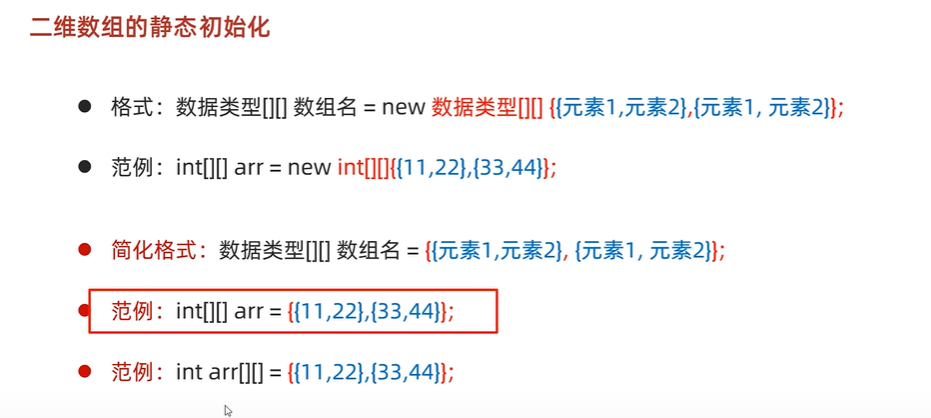 二维数组的静态初始化
● 格式：数据类型[][] 数组名 = new 数据类型[][] {{元素1,元素2},{元素1, 元素2}};
● 范例：int[][] arr = new int[][]{{11,22},{33,44}};
● 简化格式：数据类型[][] 数组名 = {{元素1,元素2}, {元素1, 元素2}};
● 范例：int[][] arr = {{11,22},{33,44}};
● 范例：int arr[][] = {{11,22},{33,44}};